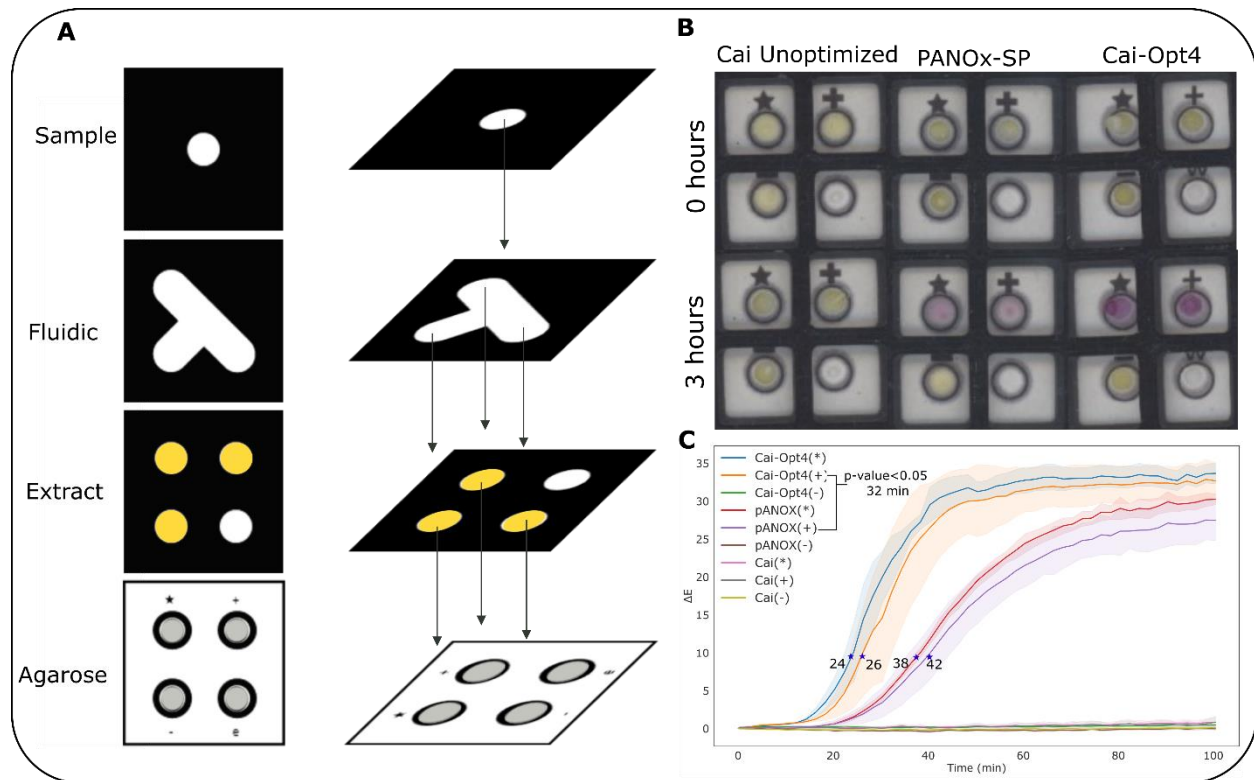 A
Sample
Fluidic
Extract
Agarose
★ +
- e
+ e
★ -
B
Cai Unoptimized PANOx-SP Cai-Opt4
0 hours
★ + ★ + ★ +
3 hours
★ + ★ + ★ +
C
Cai-Opt4(*)
Cai-Opt4(+)
Cai-Opt4(-)
pANOX(*)
pANOX(+)
pANOX(-)
Cai(*)
Cai(+)
Cai(-)
p-value<0.05
32 min
35
30
25
20
15
10
5
0
ΔE
24 26 38 42
0 20 40 60 80 100
Time (min)